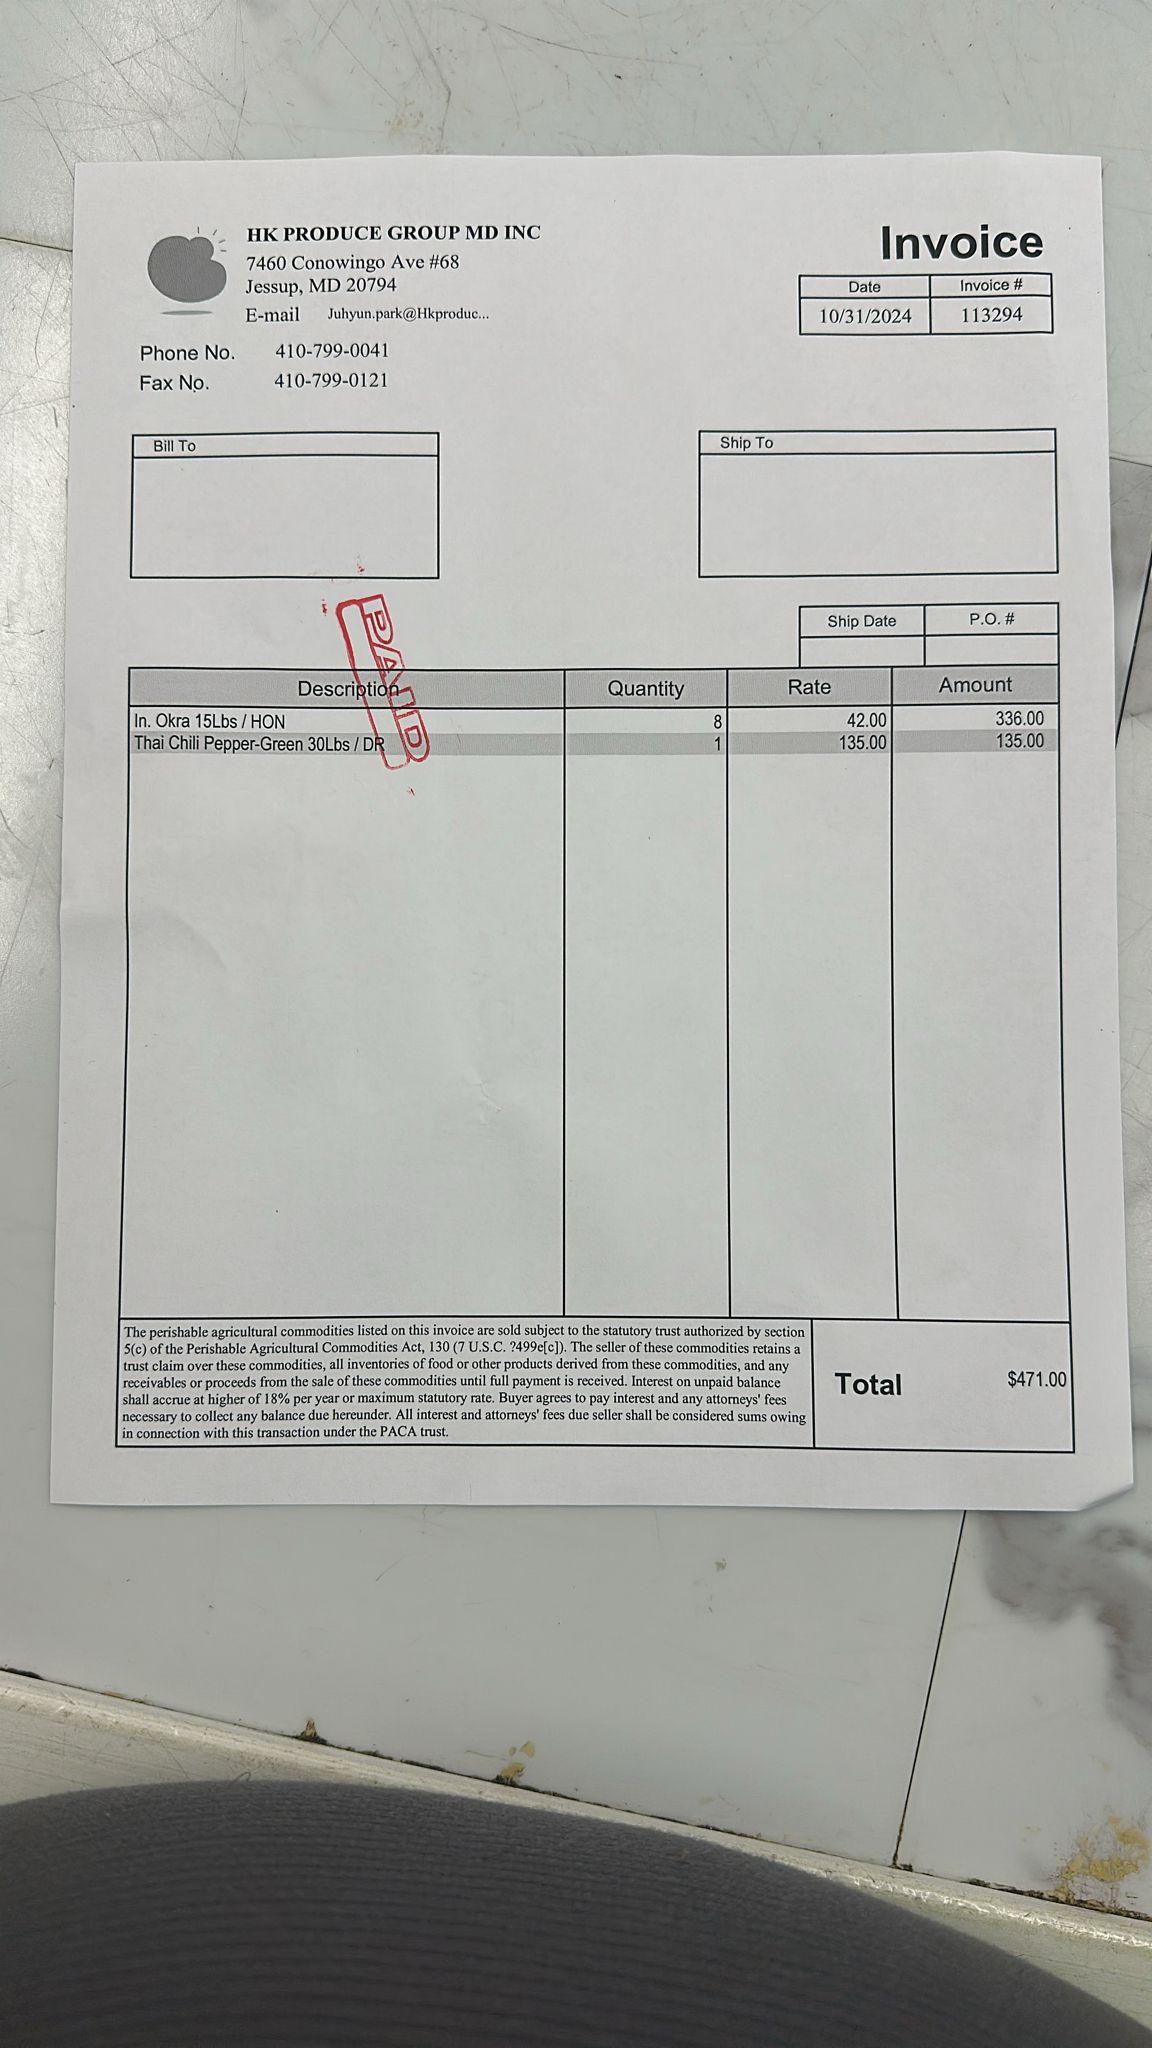 HK PRODUCE GROUP MD INC
7460 Conowingo Ave #68
Jessup, MD 20794
E-mail Juhyun.park@Hkproduc...
Phone No. 410-799-0041
Fax No. 410-799-0121
Invoice
Date Invoice #
10/31/2024 113294
Bill To
Ship To
Ship Date P.O. #
PAID
Description Quantity Rate Amount
In. Okra 15Lbs / HON 8 42.00 336.00
Thai Chili Pepper-Green 30Lbs / DR 1 135.00 135.00
The perishable agricultural commodities listed on this invoice are sold subject to the statutory trust authorized by section
5(c) of the Perishable Agricultural Commodities Act, 130 (7 U.S.C. ?499e[c]). The seller of these commodities retains a
trust claim over these commodities, all inventories of food or other products derived from these commodities, and any
receivables or proceeds from the sale of these commodities until full payment is received. Interest on unpaid balance
shall accrue at higher of 18% per year or maximum statutory rate. Buyer agrees to pay interest and any attorneys' fees
necessary to collect any balance due hereunder. All interest and attorneys' fees due seller shall be considered sums owing
in connection with this transaction under the PACA trust.
Total $471.00